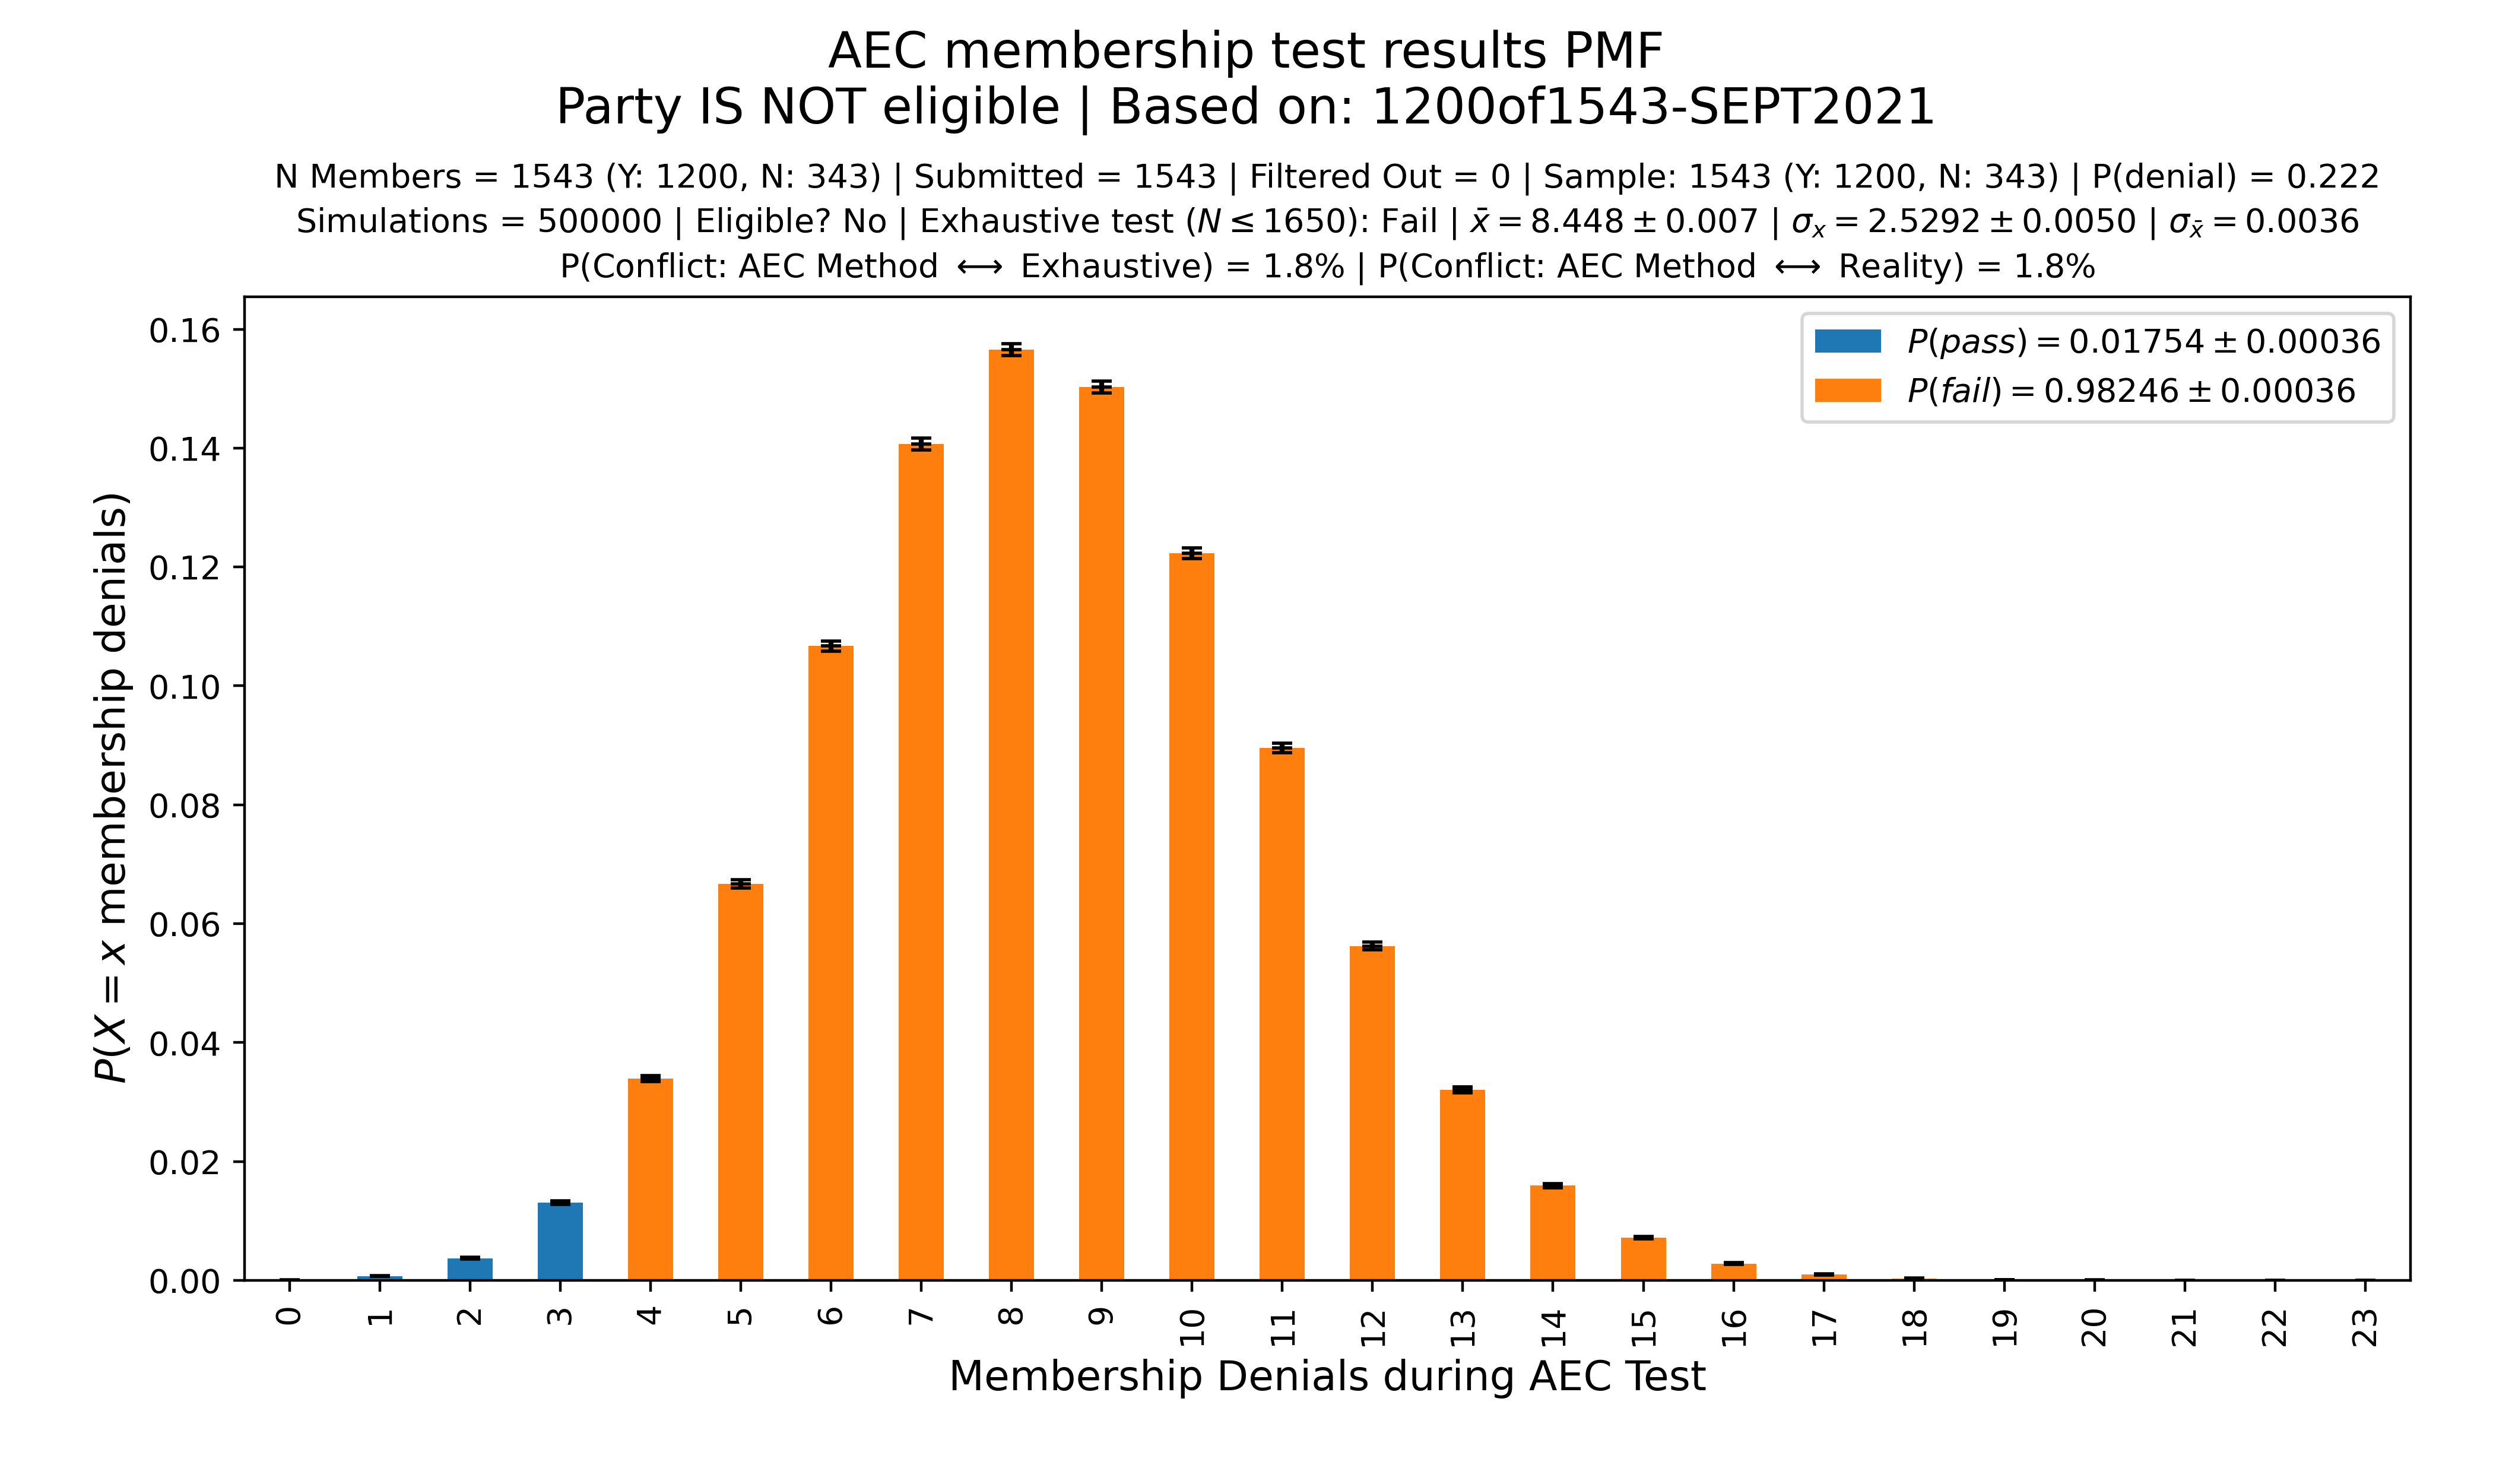 AEC membership test results PMF
Party IS NOT eligible | Based on: 1200of1543-SEPT2021
N Members = 1543 (Y: 1200, N: 343) | Submitted = 1543 | Filtered Out = 0 | Sample: 1543 (Y: 1200, N: 343) | P(denial) = 0.222
Simulations = 500000 | Eligible? No | Exhaustive test (N ≤ 1650): Fail | x̄ = 8.448 ± 0.007 | σₓ = 2.5292 ± 0.0050 | σ_x̄ = 0.0036
P(Conflict: AEC Method ⟷ Exhaustive) = 1.8% | P(Conflict: AEC Method ⟷ Reality) = 1.8%
P(pass) = 0.01754 ± 0.00036
P(fail) = 0.98246 ± 0.00036
P(X = x membership denials)
0.16
0.14
0.12
0.10
0.08
0.06
0.04
0.02
0.00
0 1 2 3 4 5 6 7 8 9 10 11 12 13 14 15 16 17 18 19 20 21 22 23
Membership Denials during AEC Test